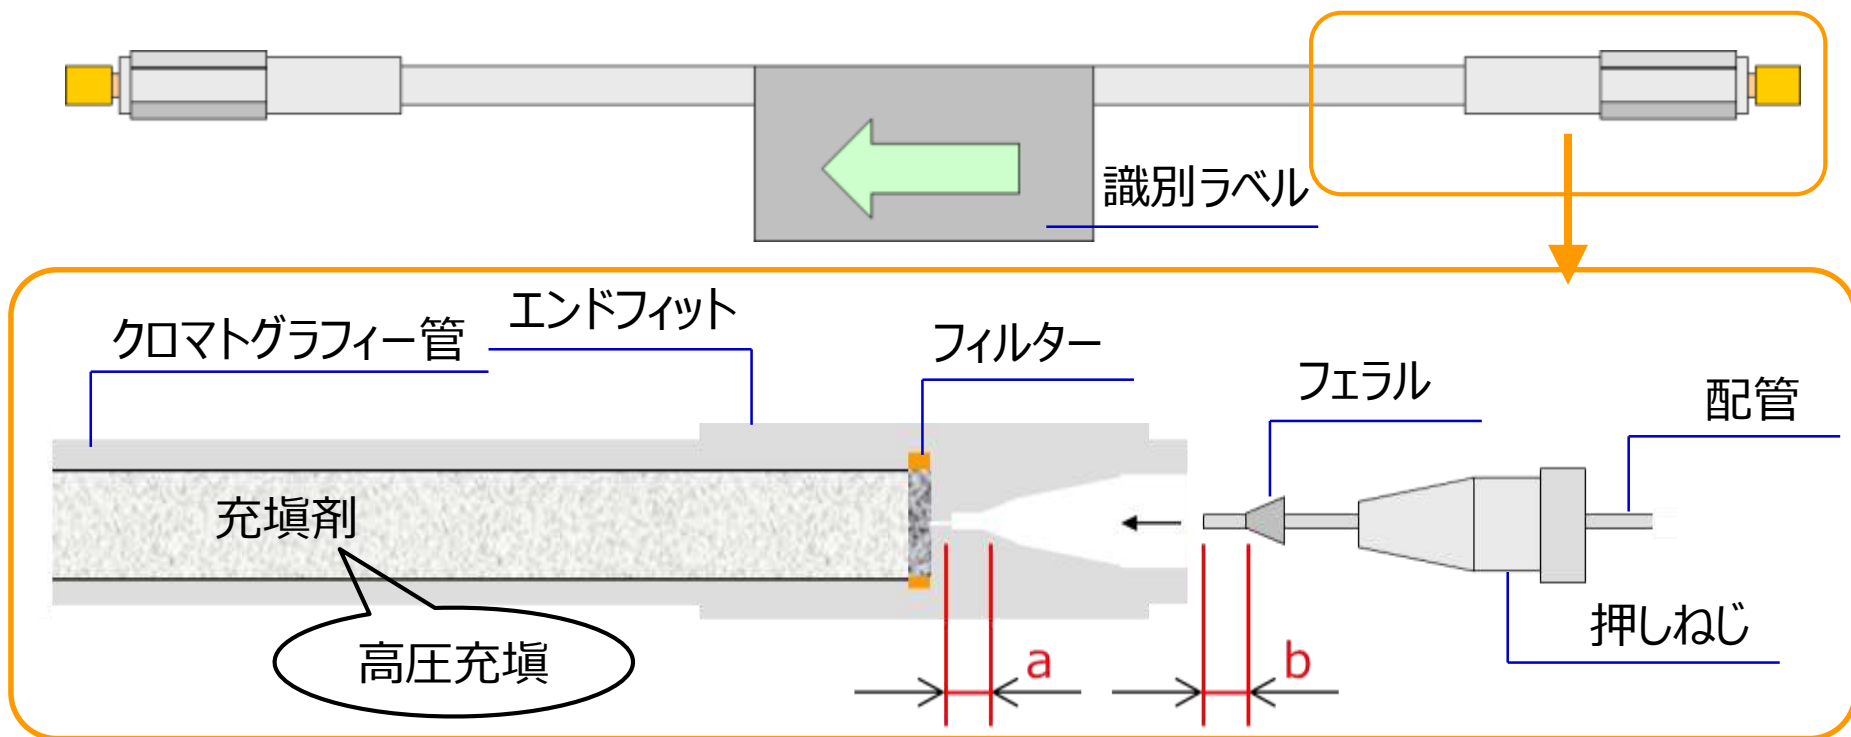 識別ラベル
エンドフィット
クロマトグラフィー管
フィルター
フェラル
配管
充塡剤
押しねじ
高圧充塡
a
b